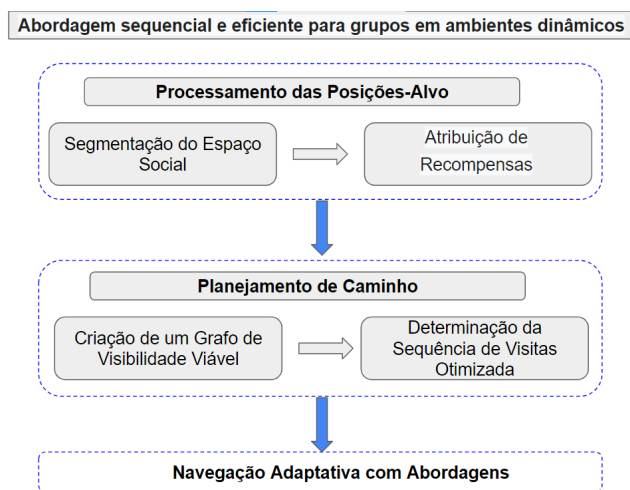 Abordagem sequencial e eficiente para grupos em ambientes dinâmicos
Processamento das Posições-Alvo
Segmentação do Espaço
Social
Atribuição de
Recompensas
Planejamento de Caminho
Criação de um Grafo de
Visibilidade Viável
Determinação da
Sequência de Visitas
Otimizada
Navegação Adaptativa com Abordagens